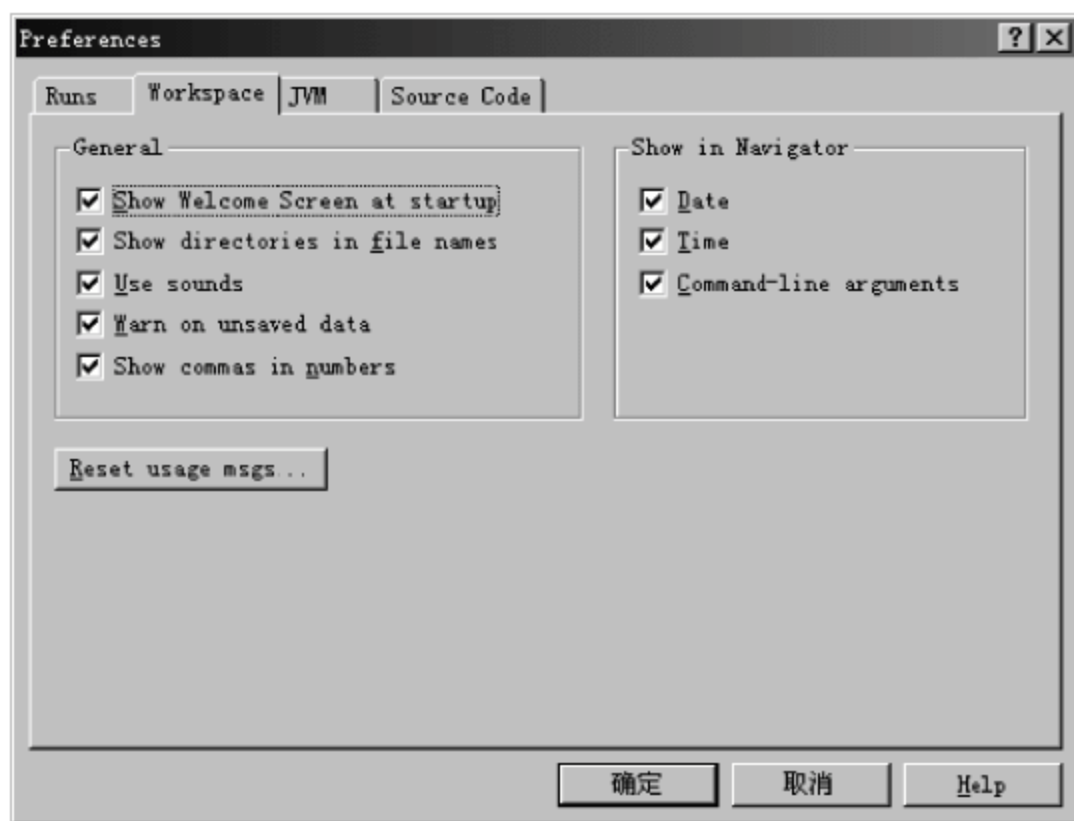 Preferences
Runs Workspace JVM Source Code
General
Show Welcome Screen at startup
Show directories in file names
Use sounds
Warn on unsaved data
Show commas in numbers
Show in Navigator
Date
Time
Command-line arguments
Reset usage msgs...
确定 取消 Help